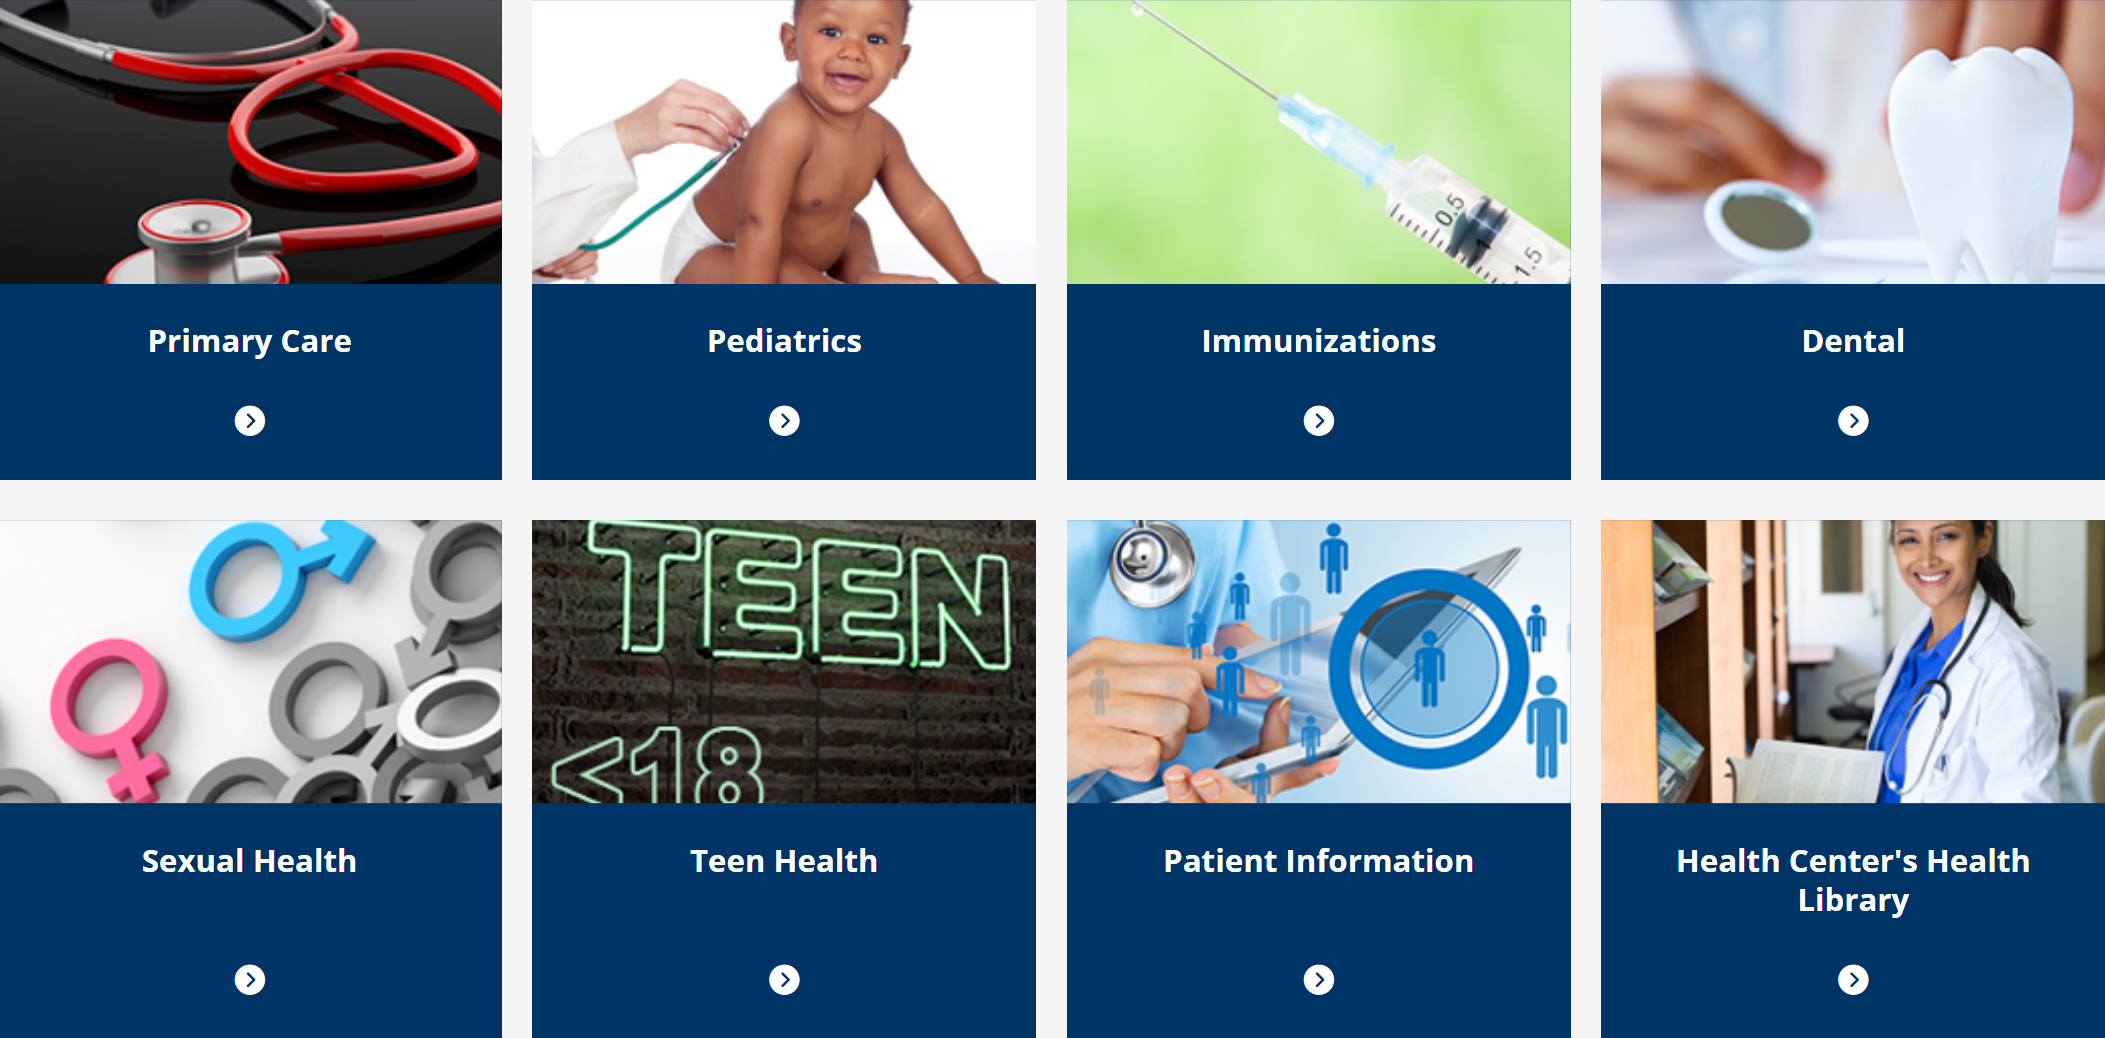 0.5
1
1.5
Primary Care
Pediatrics
Immunizations
Dental
TEEN
<18
Sexual Health
Teen Health
Patient Information
Health Center's Health
Library